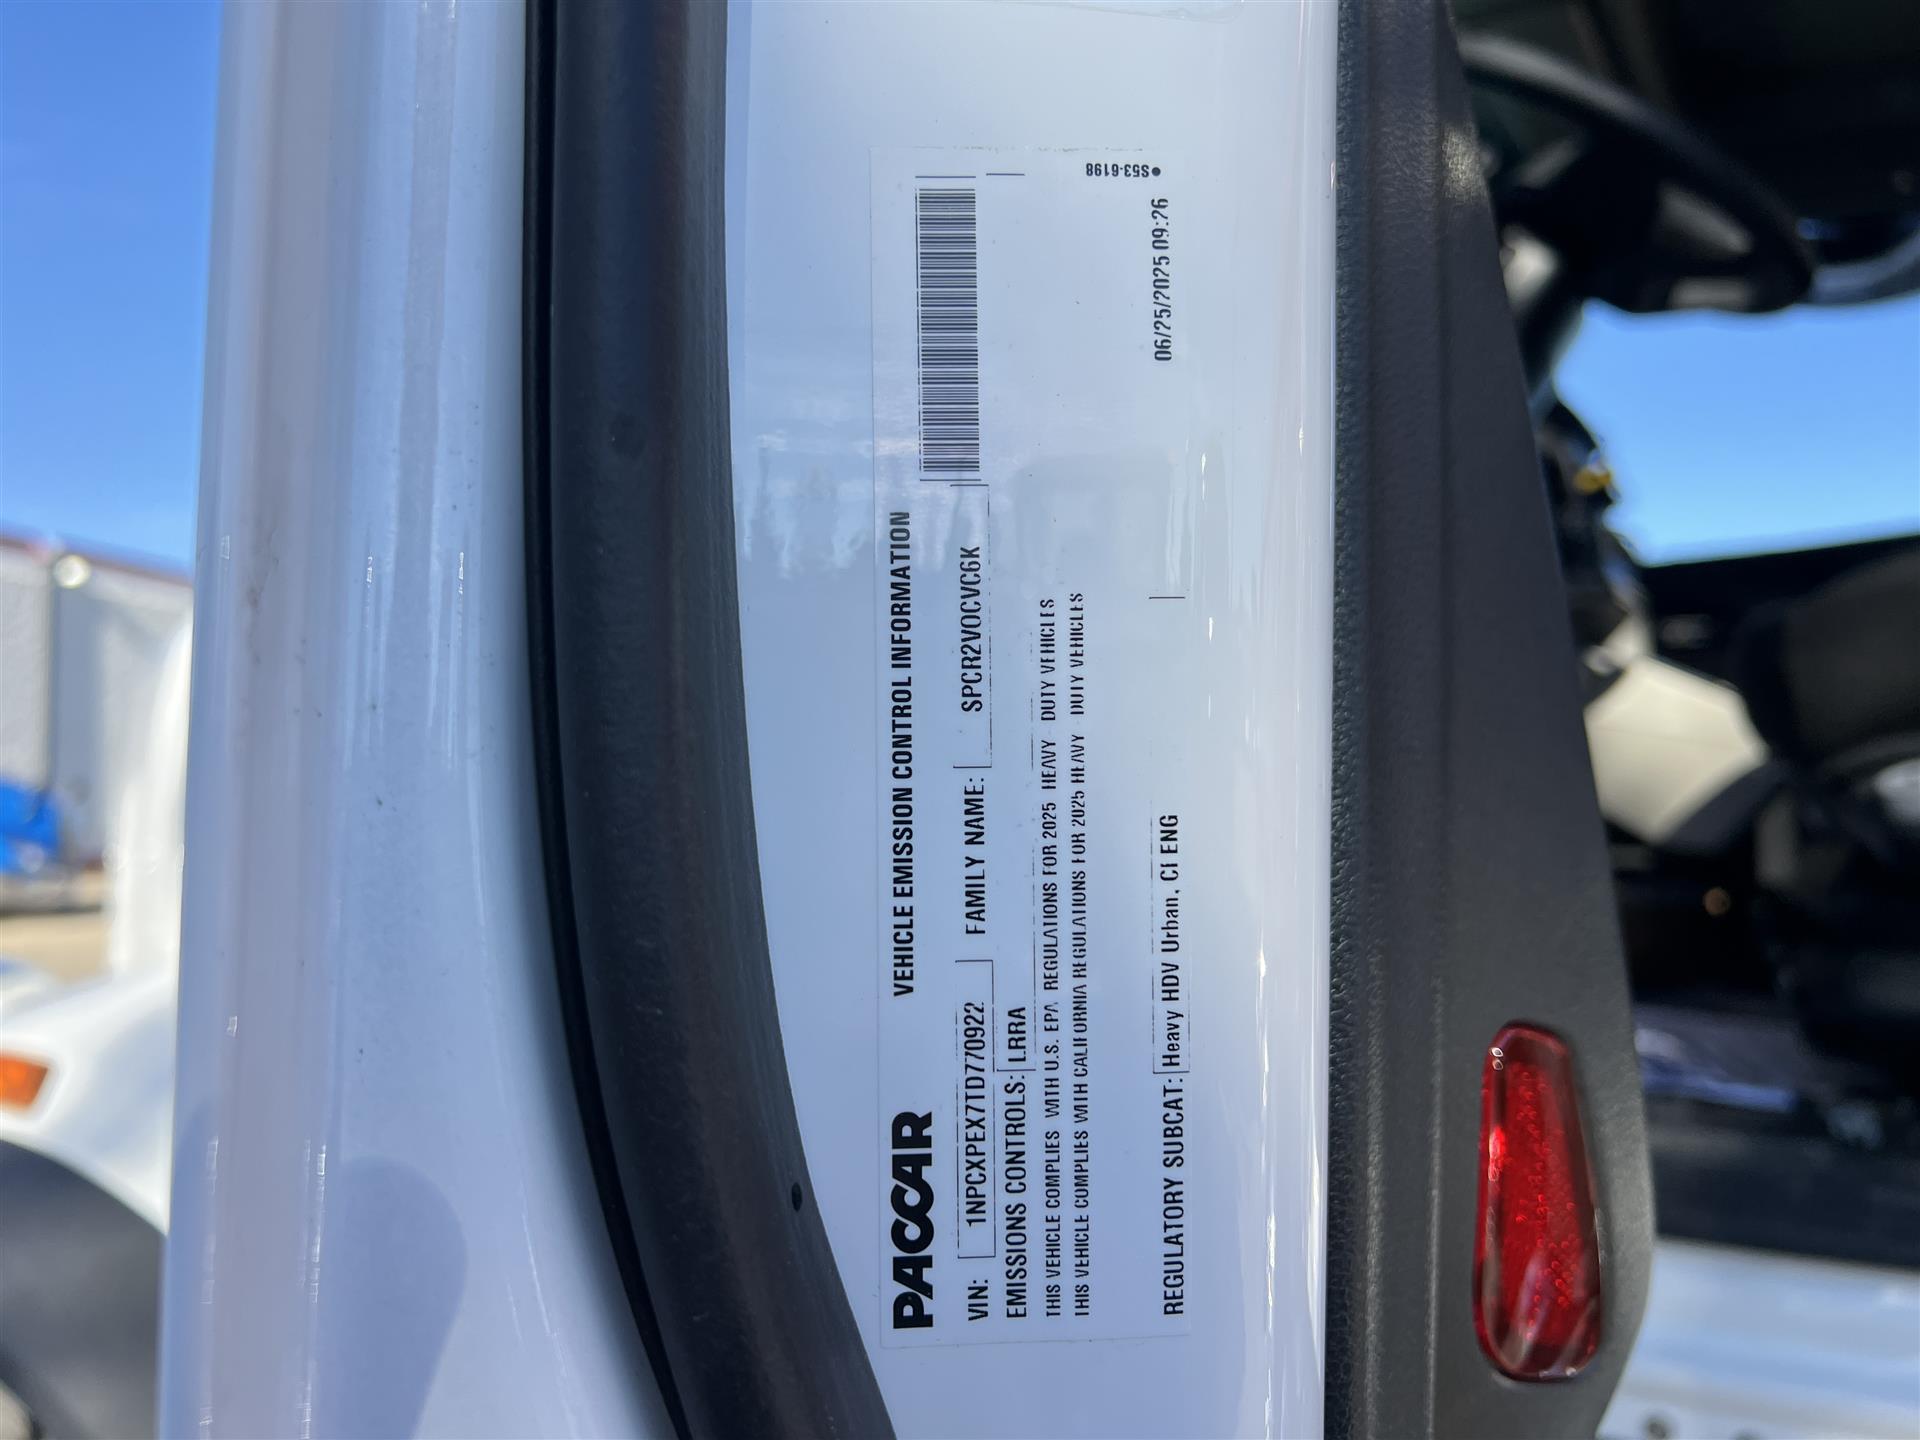 PACCAR VEHICLE EMISSION CONTROL INFORMATION
VIN: 1NPCXPEX7TD770922 FAMILY NAME: SPCR2VOCVC6K
EMISSIONS CONTROLS: LRRA
THIS VEHICLE COMPLIES WITH U.S. EPA REGULATIONS FOR 2025 HEAVY - DUTY VEHICLES
THIS VEHICLE COMPLIES WITH CALIFORNIA REGULATIONS FOR 2025 HEAVY - DUTY VEHICLES
REGULATORY SUBCAT: Heavy HDV Urban, CI ENG 06/25/2025 09:26
●S53-6198